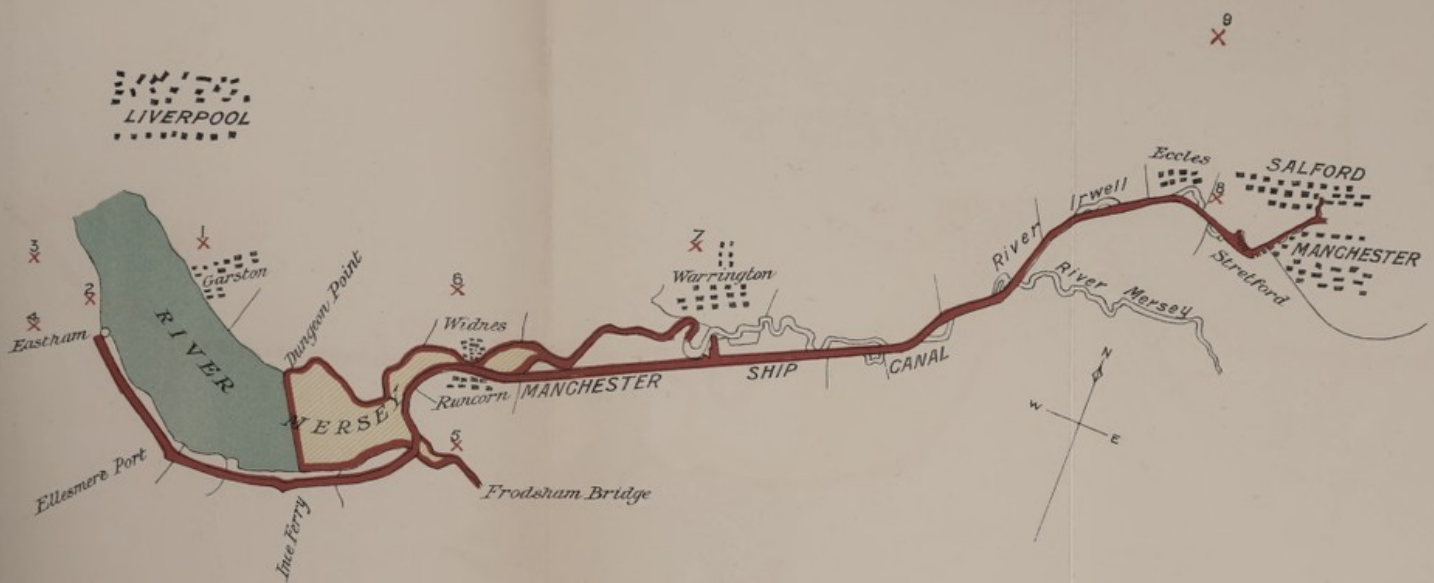 9
LIVERPOOL
Eccles
SALFORD
8
River Irwell
MANCHESTER
Stretford
1
3
7
Garston
Dungeon Point
Warrington
River Mersey
2
6
4
Eastham
Widnes
RIVER MERSEY
Runcorn
MANCHESTER SHIP CANAL
N
W
E
5
Ellesmere Port
Frodsham Bridge
Ince Ferry